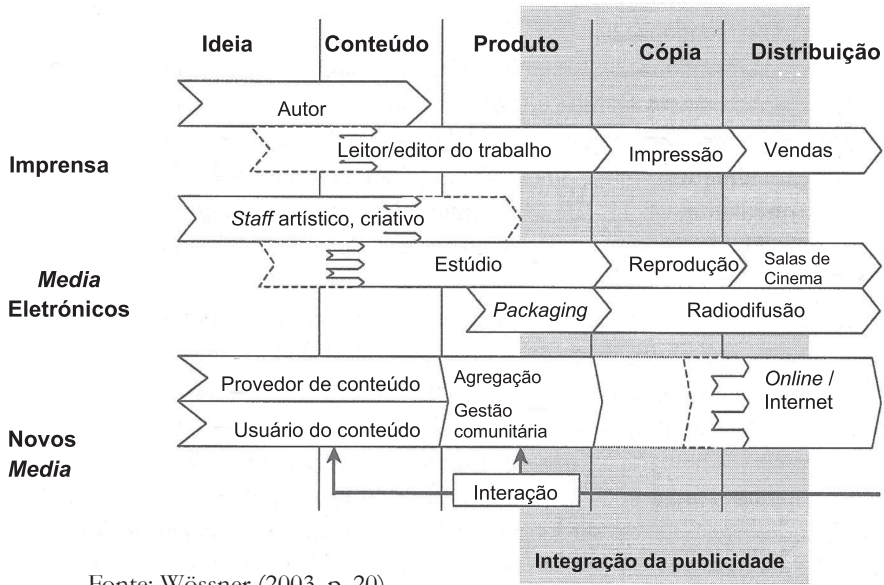 Ideia Conteúdo Produto Cópia Distribuição
Autor
Imprensa
Leitor/editor do trabalho Impressão Vendas
Staff artístico, criativo
Media
Eletrónicos
Estúdio Reprodução Salas de
Cinema
Packaging Radiodifusão
Novos
Media
Provedor de conteúdo Agregação Online /
Internet
Usuário do conteúdo Gestão
comunitária
Interação
Integração da publicidade
Fonte: Wössner (2003, p. 20)